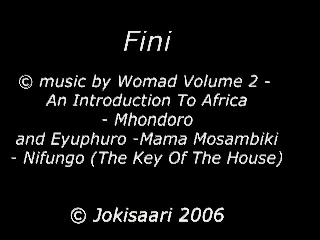 Fini
© music by Womad Volume 2 -
An Introduction To Africa
- Mhondoro
and Eyuphuro -Mama Mosambiki
- Nifungo (The Key Of The House)
© Jokisaari 2006